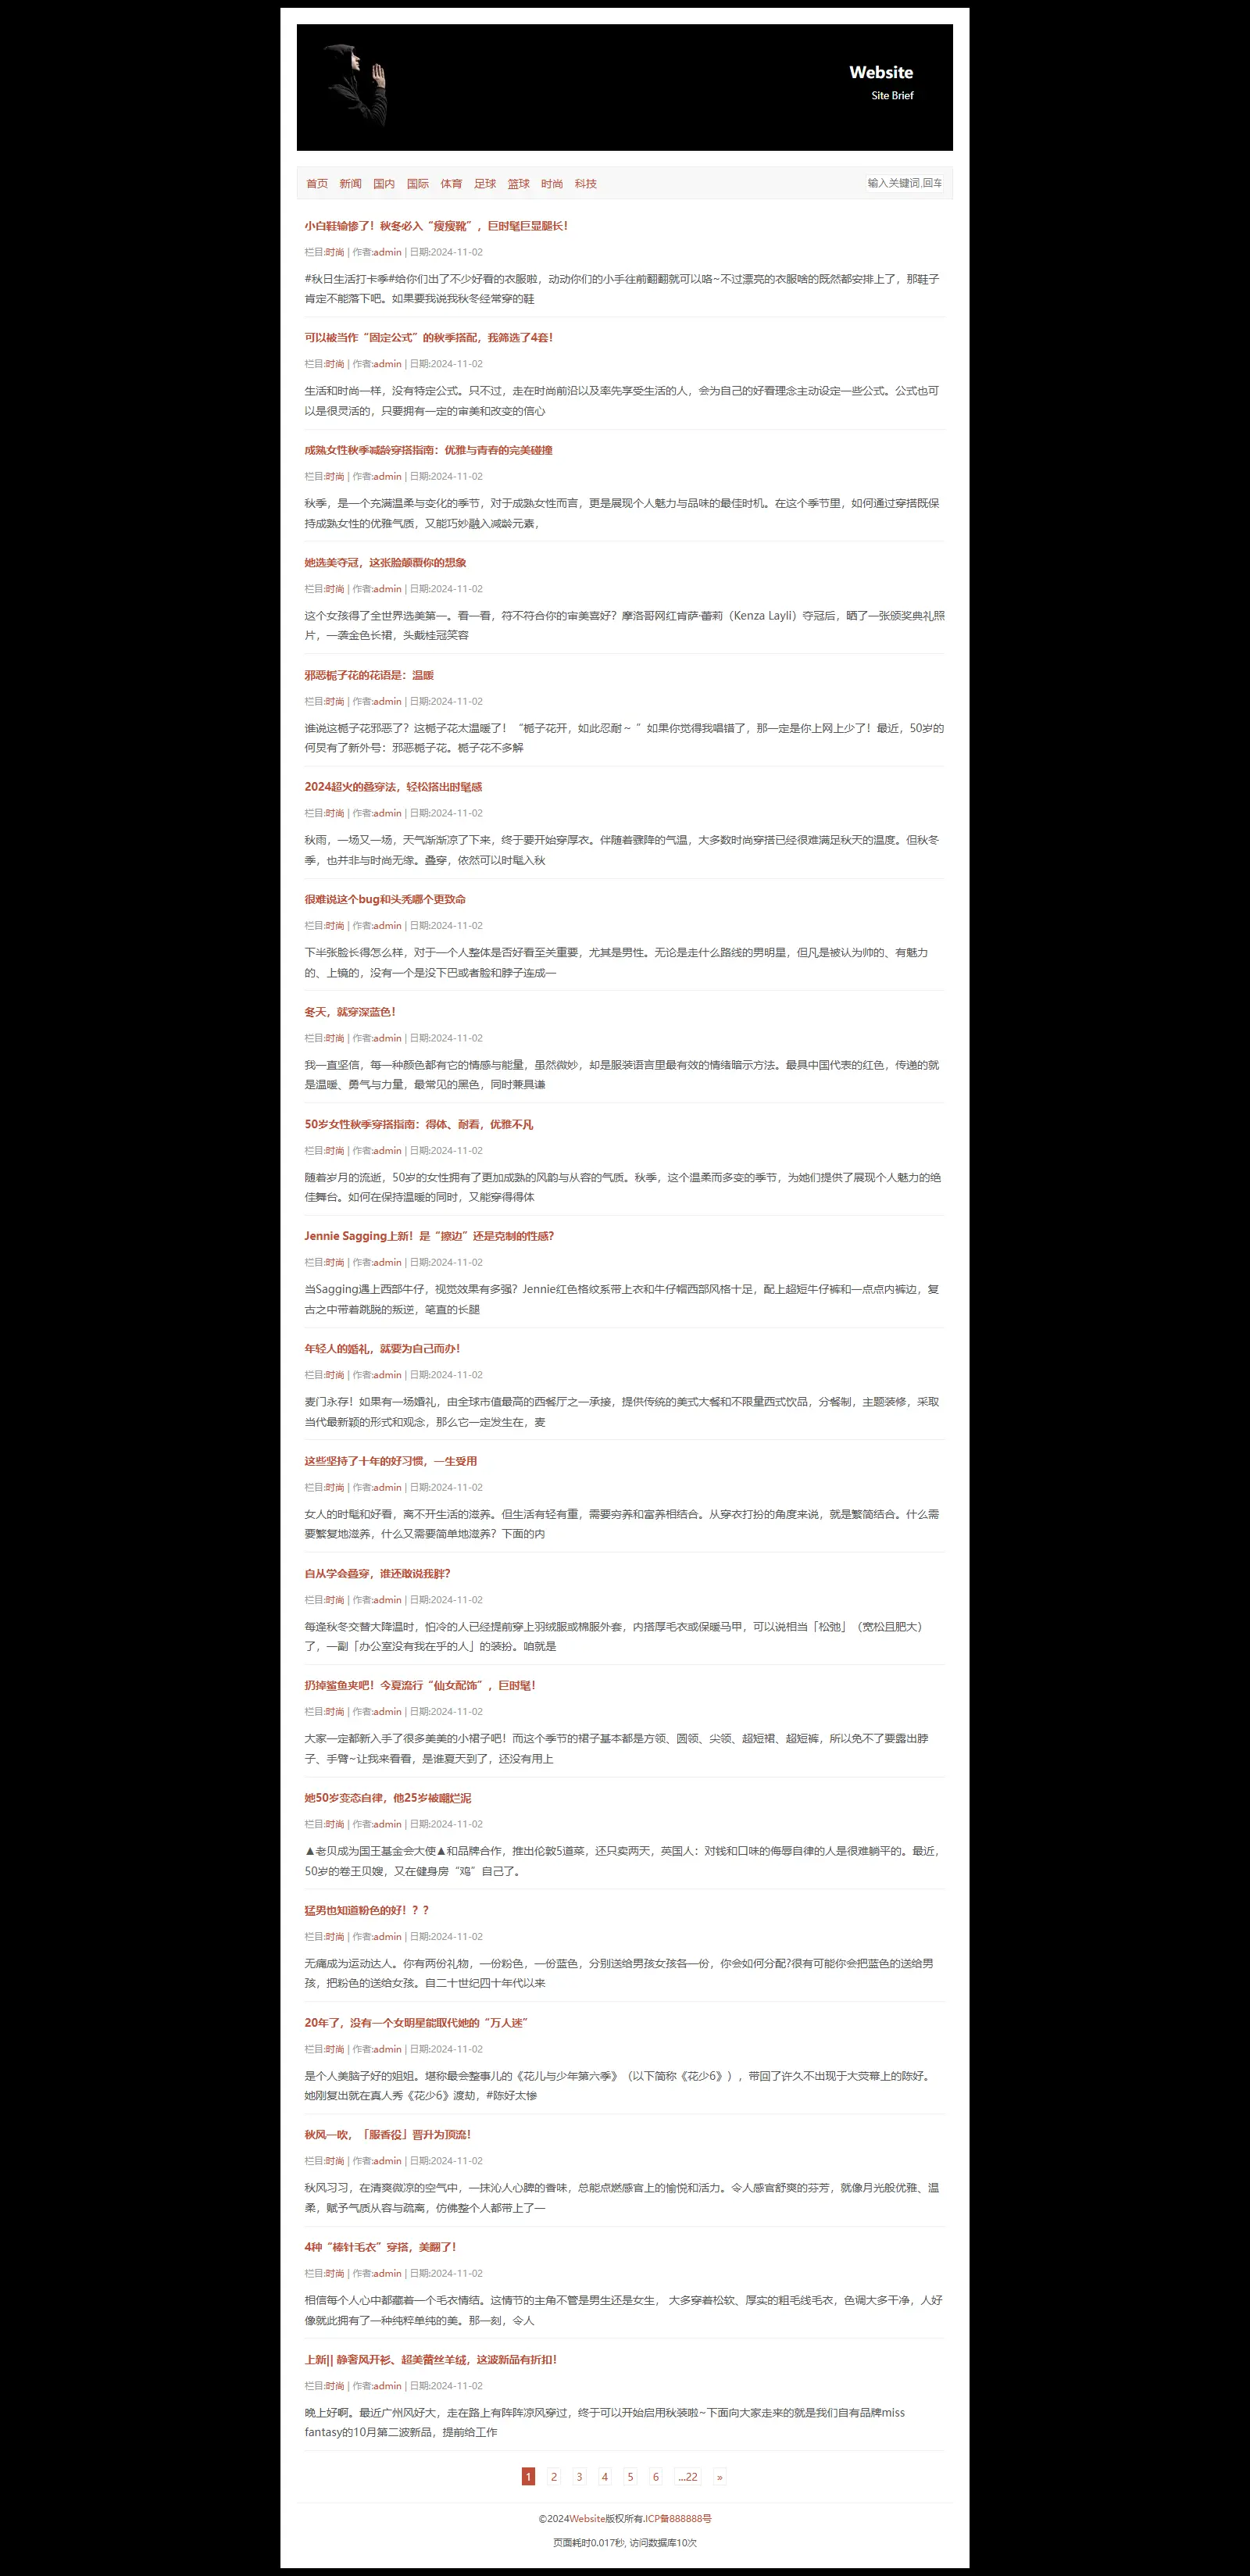 Website
Site Brief
首页 新闻 国内 国际 体育 足球 篮球 时尚 科技 输入关键词,回车
小白鞋输惨了！秋冬必入“瘦瘦靴”，巨时髦巨显腿长！
栏目:时尚 | 作者:admin | 日期:2024-11-02
#秋日生活打卡季#给你们出了不少好看的衣服啦，动动你们的小手往前翻翻就可以咯~不过漂亮的衣服啥的既然都安排上了，那鞋子
肯定不能落下吧。如果要我说我秋冬经常穿的鞋
可以被当作“固定公式”的秋季搭配，我筛选了4套！
栏目:时尚 | 作者:admin | 日期:2024-11-02
生活和时尚一样，没有特定公式。只不过，走在时尚前沿以及率先享受生活的人，会为自己的好看理念主动设定一些公式。公式也可
以是很灵活的，只要拥有一定的审美和改变的信心
成熟女性秋季减龄穿搭指南：优雅与青春的完美碰撞
栏目:时尚 | 作者:admin | 日期:2024-11-02
秋季，是一个充满温柔与变化的季节，对于成熟女性而言，更是展现个人魅力与品味的最佳时机。在这个季节里，如何通过穿搭既保
持成熟女性的优雅气质，又能巧妙融入减龄元素，
她选美夺冠，这张脸颠覆你的想象
栏目:时尚 | 作者:admin | 日期:2024-11-02
这个女孩得了全世界选美第一。看一看，符不符合你的审美喜好？摩洛哥网红肯萨·蕾莉（Kenza Layli）夺冠后，晒了一张颁奖典礼照
片，一袭金色长裙，头戴桂冠笑容
邪恶栀子花的花语是：温暖
栏目:时尚 | 作者:admin | 日期:2024-11-02
谁说这栀子花邪恶了？这栀子花太温暖了！“栀子花开，如此忍耐～ ”如果你觉得我唱错了，那一定是你上网上少了！最近，50岁的
何炅有了新外号：邪恶栀子花。栀子花不多解
2024超火的叠穿法，轻松搭出时髦感
栏目:时尚 | 作者:admin | 日期:2024-11-02
秋雨，一场又一场，天气渐渐凉了下来，终于要开始穿厚衣。伴随着骤降的气温，大多数时尚穿搭已经很难满足秋天的温度。但秋冬
季，也并非与时尚无缘。叠穿，依然可以时髦入秋
很难说这个bug和头秃哪个更致命
栏目:时尚 | 作者:admin | 日期:2024-11-02
下半张脸长得怎么样，对于一个人整体是否好看至关重要，尤其是男性。无论是走什么路线的男明星，但凡是被认为帅的、有魅力
的、上镜的，没有一个是没下巴或者脸和脖子连成一
冬天，就穿深蓝色！
栏目:时尚 | 作者:admin | 日期:2024-11-02
我一直坚信，每一种颜色都有它的情感与能量，虽然微妙，却是服装语言里最有效的情绪暗示方法。最具中国代表的红色，传递的就
是温暖、勇气与力量，最常见的黑色，同时兼具谦
50岁女性秋季穿搭指南：得体、耐看，优雅不凡
栏目:时尚 | 作者:admin | 日期:2024-11-02
随着岁月的流逝，50岁的女性拥有了更加成熟的风韵与从容的气质。秋季，这个温柔而多变的季节，为她们提供了展现个人魅力的绝
佳舞台。如何在保持温暖的同时，又能穿得得体
Jennie Sagging上新！是“擦边”还是克制的性感？
栏目:时尚 | 作者:admin | 日期:2024-11-02
当Sagging遇上西部牛仔，视觉效果有多强？Jennie红色格纹系带上衣和牛仔帽西部风格十足，配上超短牛仔裤和一点点内裤边，复
古之中带着跳脱的叛逆，笔直的长腿
年轻人的婚礼，就要为自己而办！
栏目:时尚 | 作者:admin | 日期:2024-11-02
麦门永存！如果有一场婚礼，由全球市值最高的西餐厅之一承接，提供传统的美式大餐和不限量西式饮品，分餐制，主题装修，采取
当代最新颖的形式和观念，那么它一定发生在，麦
这些坚持了十年的好习惯，一生受用
栏目:时尚 | 作者:admin | 日期:2024-11-02
女人的时髦和好看，离不开生活的滋养。但生活有轻有重，需要穷养和富养相结合。从穿衣打扮的角度来说，就是繁简结合。什么需
要繁复地滋养，什么又需要简单地滋养？下面的内
自从学会叠穿，谁还敢说我胖？
栏目:时尚 | 作者:admin | 日期:2024-11-02
每逢秋冬交替大降温时，怕冷的人已经提前穿上羽绒服或棉服外套，内搭厚毛衣或保暖马甲，可以说相当「松弛」（宽松且肥大）
了，一副「办公室没有我在乎的人」的装扮。咱就是
扔掉鲨鱼夹吧！今夏流行“仙女配饰”，巨时髦！
栏目:时尚 | 作者:admin | 日期:2024-11-02
大家一定都新入手了很多美美的小裙子吧！而这个季节的裙子基本都是方领、圆领、尖领、超短裙、超短裤，所以免不了要露出脖
子、手臂~让我来看看，是谁夏天到了，还没有用上
她50岁变态自律，他25岁被嘲烂泥
栏目:时尚 | 作者:admin | 日期:2024-11-02
▲老贝成为国王基金会大使▲和品牌合作，推出伦敦5道菜，还只卖两天，英国人：对钱和口味的侮辱自律的人是很难躺平的。最近，
50岁的卷王贝嫂，又在健身房“鸡”自己了。
猛男也知道粉色的好！？？
栏目:时尚 | 作者:admin | 日期:2024-11-02
无痛成为运动达人。你有两份礼物，一份粉色，一份蓝色，分别送给男孩女孩各一份，你会如何分配?很有可能你会把蓝色的送给男
孩，把粉色的送给女孩。自二十世纪四十年代以来
20年了，没有一个女明星能取代她的“万人迷”
栏目:时尚 | 作者:admin | 日期:2024-11-02
是个人美脑子好的姐姐。堪称最会整事儿的《花儿与少年第六季》（以下简称《花少6》），带回了许久不出现于大荧幕上的陈好。
她刚复出就在真人秀《花少6》渡劫，#陈好太惨
秋风一吹，「服香役」晋升为顶流！
栏目:时尚 | 作者:admin | 日期:2024-11-02
秋风习习，在清爽微凉的空气中，一抹沁人心脾的香味，总能点燃感官上的愉悦和活力。令人感官舒爽的芬芳，就像月光般优雅、温
柔，赋予气质从容与疏离，仿佛整个人都带上了一
4种“棒针毛衣”穿搭，美翻了！
栏目:时尚 | 作者:admin | 日期:2024-11-02
相信每个人心中都藏着一个毛衣情结。这情节的主角不管是男生还是女生， 大多穿着松软、厚实的粗毛线毛衣，色调大多干净，人好
像就此拥有了一种纯粹单纯的美。那一刻，令人
上新|| 静奢风开衫、超美蕾丝羊绒，这波新品有折扣！
栏目:时尚 | 作者:admin | 日期:2024-11-02
晚上好啊。最近广州风好大，走在路上有阵阵凉风穿过，终于可以开始启用秋装啦~下面向大家走来的就是我们自有品牌miss
fantasy的10月第二波新品，提前给工作
1 2 3 4 5 6 ...22 »
©2024Website版权所有.ICP备888888号
页面耗时0.017秒, 访问数据库10次